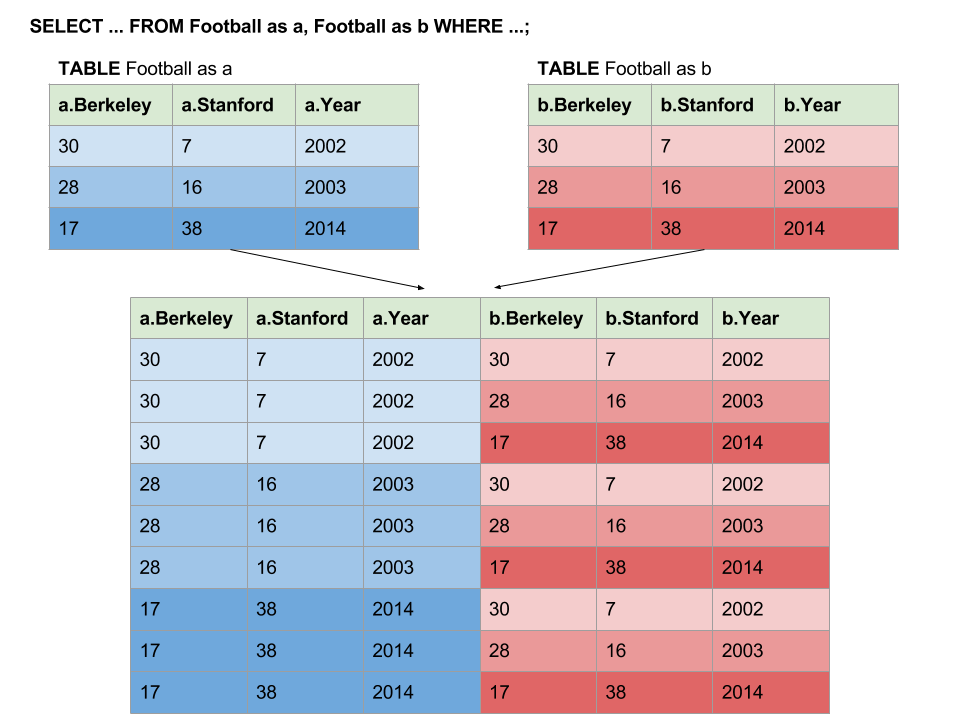 SELECT ... FROM Football as a, Football as b WHERE ...;
TABLE Football as a
a.Berkeley a.Stanford a.Year
30 7 2002
28 16 2003
17 38 2014
TABLE Football as b
b.Berkeley b.Stanford b.Year
30 7 2002
28 16 2003
17 38 2014
a.Berkeley a.Stanford a.Year b.Berkeley b.Stanford b.Year
30 7 2002 30 7 2002
30 7 2002 28 16 2003
30 7 2002 17 38 2014
28 16 2003 30 7 2002
28 16 2003 28 16 2003
28 16 2003 17 38 2014
17 38 2014 30 7 2002
17 38 2014 28 16 2003
17 38 2014 17 38 2014